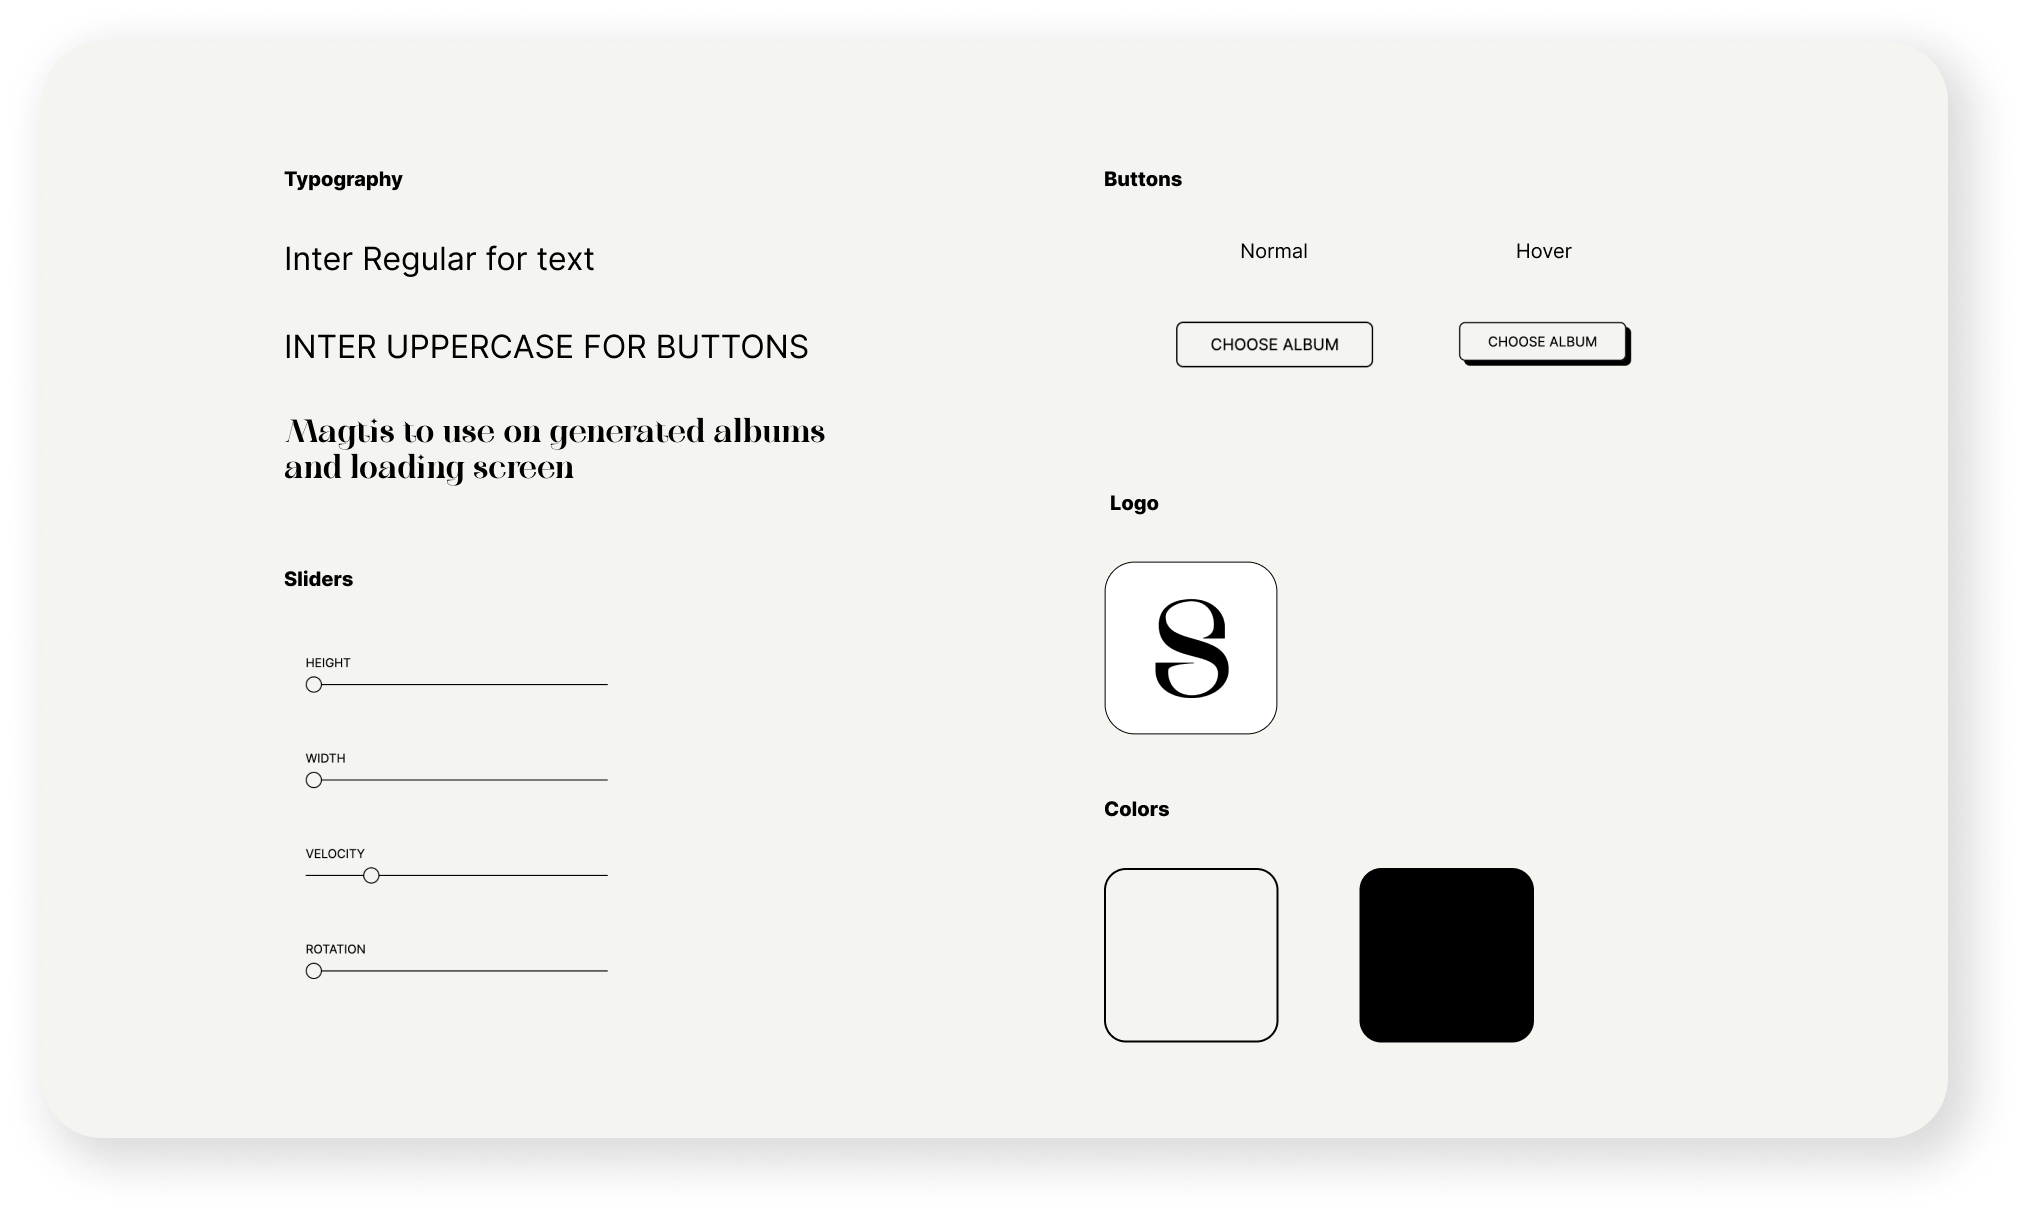 Typography
Inter Regular for text
INTER UPPERCASE FOR BUTTONS
Magtis to use on generated albums
and loading screen
Sliders
HEIGHT
WIDTH
VELOCITY
ROTATION
Buttons
Normal
Hover
CHOOSE ALBUM
CHOOSE ALBUM
Logo
S
Colors